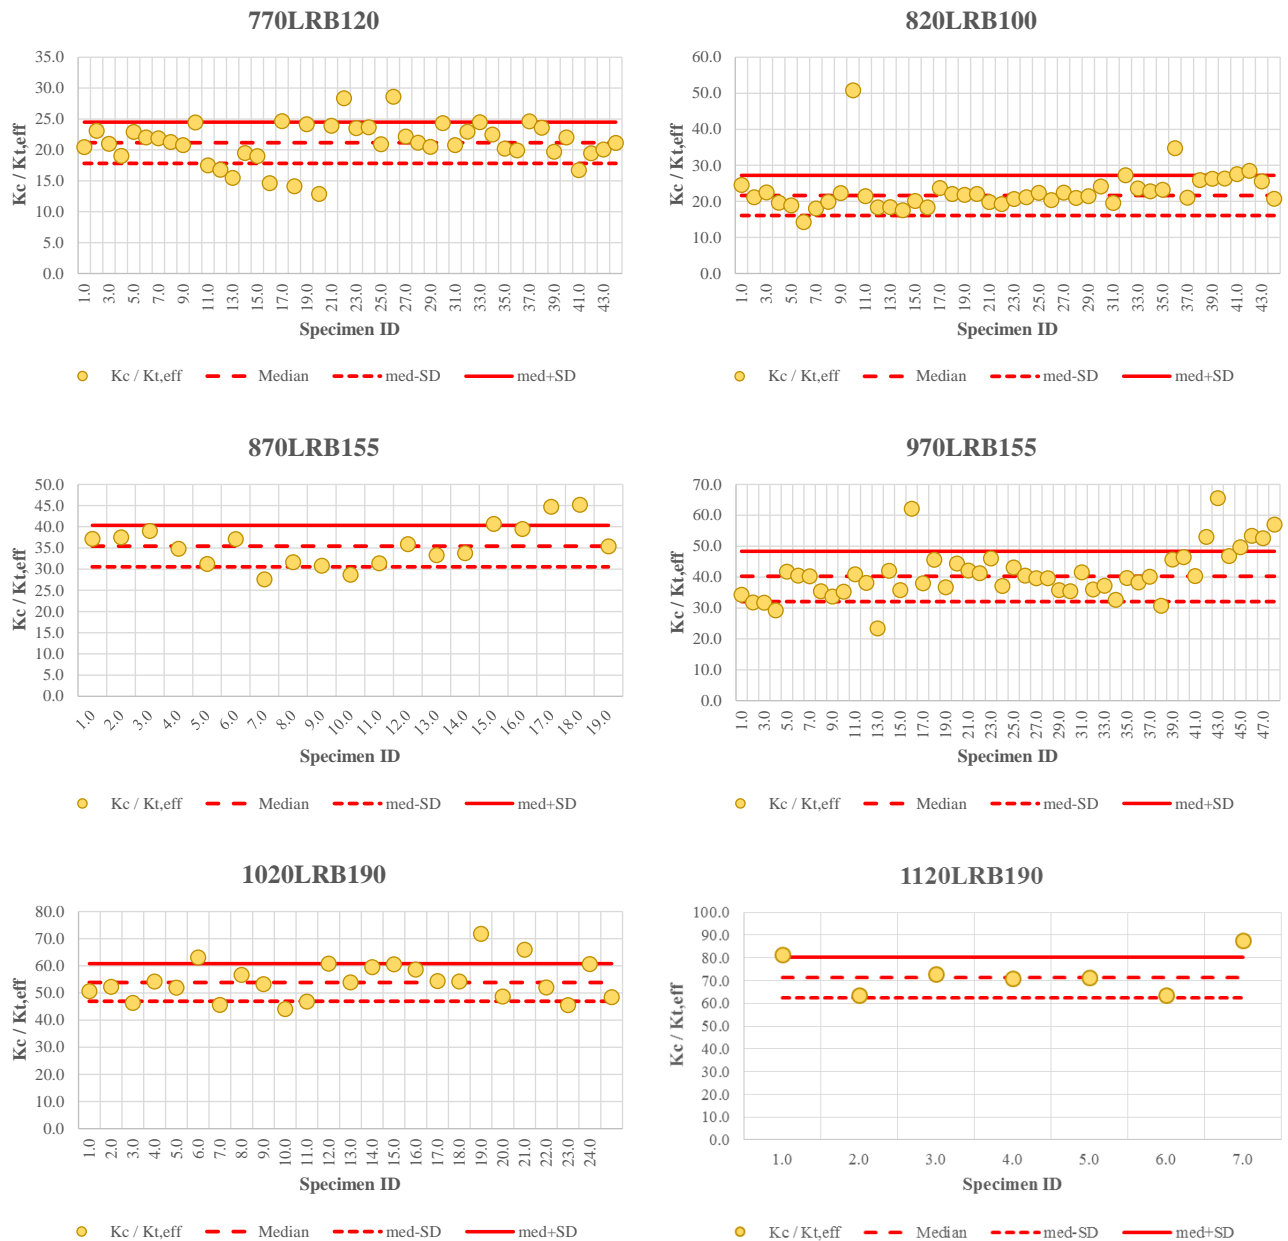 770LRB120
35.0
30.0
25.0
20.0
15.0
10.0
5.0
0.0
Kc / Kt,eff
1.0 3.0 5.0 7.0 9.0 11.0 13.0 15.0 17.0 19.0 21.0 23.0 25.0 27.0 29.0 31.0 33.0 35.0 37.0 39.0 41.0 43.0
Specimen ID
Kc / Kt,eff Median med-SD med+SD
820LRB100
60.0
50.0
40.0
30.0
20.0
10.0
0.0
Kc / Kt,eff
1.0 3.0 5.0 7.0 9.0 11.0 13.0 15.0 17.0 19.0 21.0 23.0 25.0 27.0 29.0 31.0 33.0 35.0 37.0 39.0 41.0 43.0
Specimen ID
Kc / Kt,eff Median med-SD med+SD
870LRB155
50.0
45.0
40.0
35.0
30.0
25.0
20.0
15.0
10.0
5.0
0.0
Kc / Kt,eff
1.0 2.0 3.0 4.0 5.0 6.0 7.0 8.0 9.0 10.0 11.0 12.0 13.0 14.0 15.0 16.0 17.0 18.0 19.0
Specimen ID
Kc / Kt,eff Median med-SD med+SD
970LRB155
70.0
60.0
50.0
40.0
30.0
20.0
10.0
0.0
Kc / Kt,eff
1.0 3.0 5.0 7.0 9.0 11.0 13.0 15.0 17.0 19.0 21.0 23.0 25.0 27.0 29.0 31.0 33.0 35.0 37.0 39.0 41.0 43.0 45.0 47.0
Specimen ID
Kc / Kt,eff Median med-SD med+SD
1020LRB190
80.0
70.0
60.0
50.0
40.0
30.0
20.0
10.0
0.0
Kc / Kt,eff
1.0 2.0 3.0 4.0 5.0 6.0 7.0 8.0 9.0 10.0 11.0 12.0 13.0 14.0 15.0 16.0 17.0 18.0 19.0 20.0 21.0 22.0 23.0 24.0
Specimen ID
Kc / Kt,eff Median med-SD med+SD
1120LRB190
100.0
90.0
80.0
70.0
60.0
50.0
40.0
30.0
20.0
10.0
0.0
Kc / Kt,eff
1.0 2.0 3.0 4.0 5.0 6.0 7.0
Specimen ID
Kc / Kt,eff Median med-SD med+SD